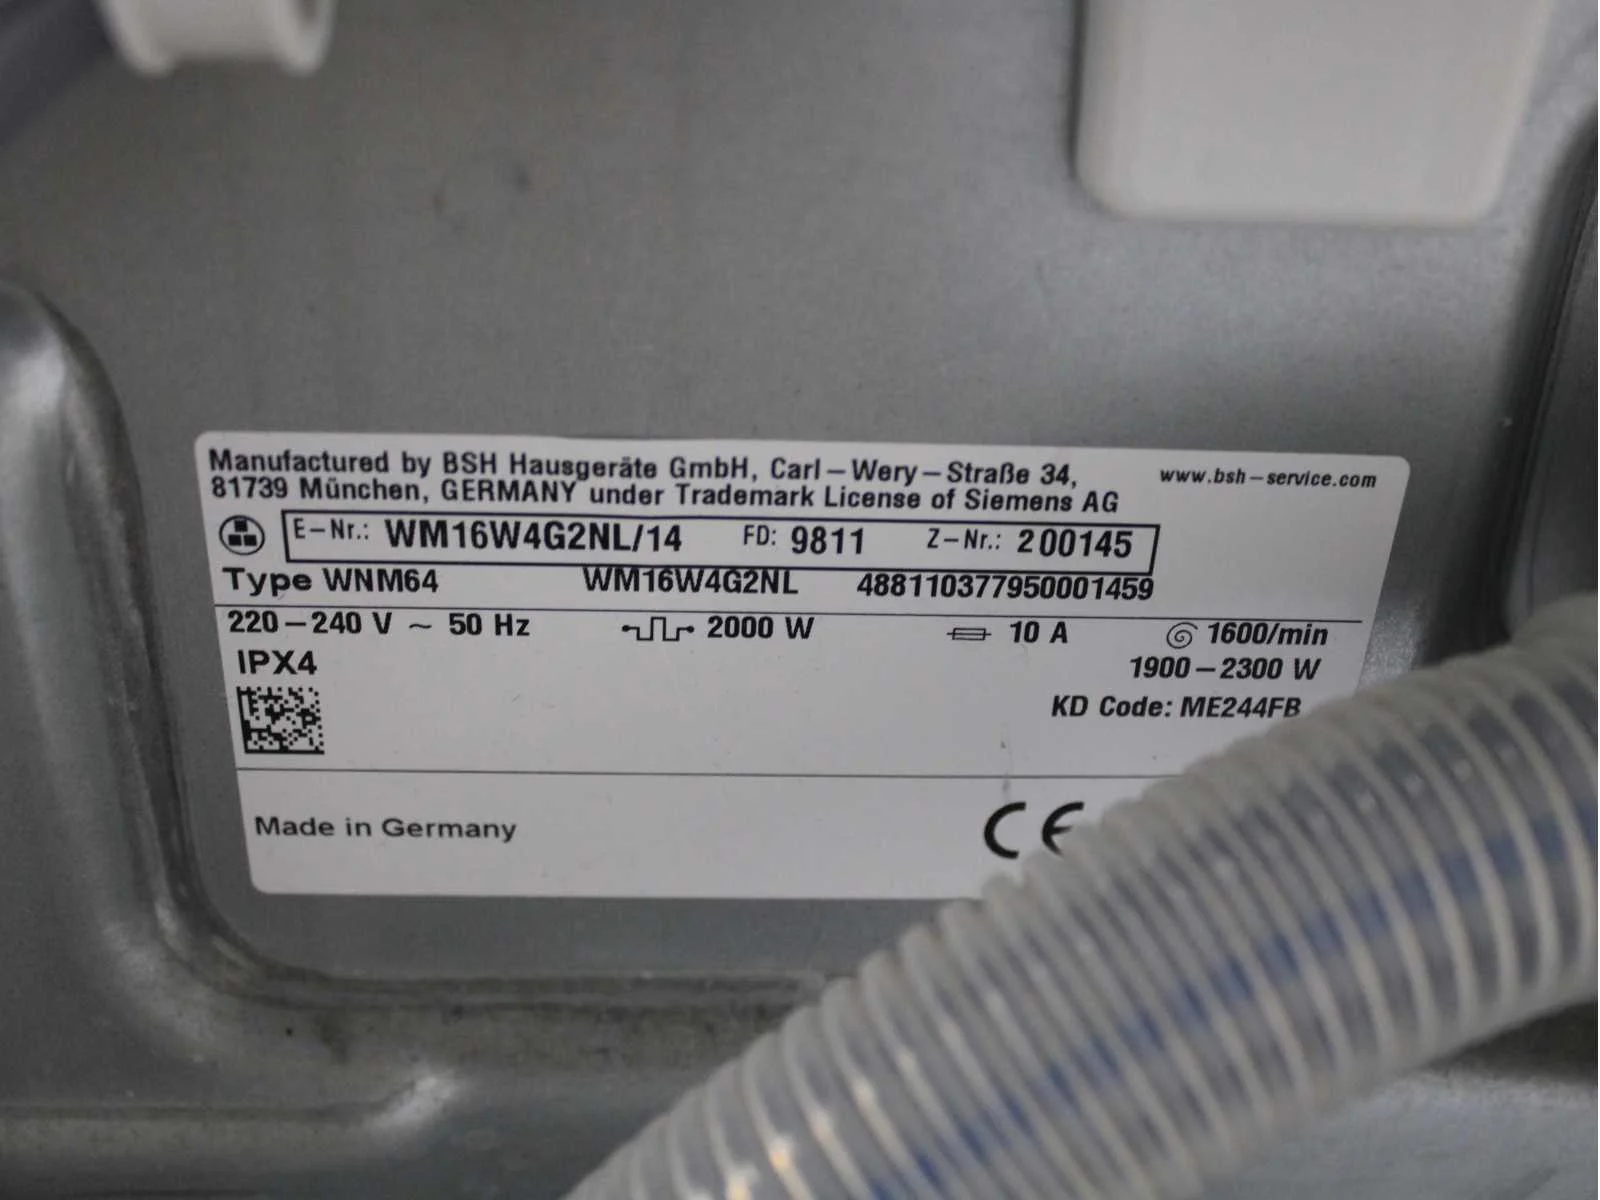 Manufactured by BSH Hausgeräte GmbH, Carl-Wery-Straße 34,
81739 München, GERMANY under Trademark License of Siemens AG
www.bsh-service.com
E-Nr.: WM16W4G2NL/14 FD: 9811 Z-Nr.: 200145
Type WNM64 WM16W4G2NL 488110377950001459
220-240 V ~ 50 Hz 2000 W 10 A 1600/min
IPX4 1900-2300 W
KD Code: ME244FB
Made in Germany CE